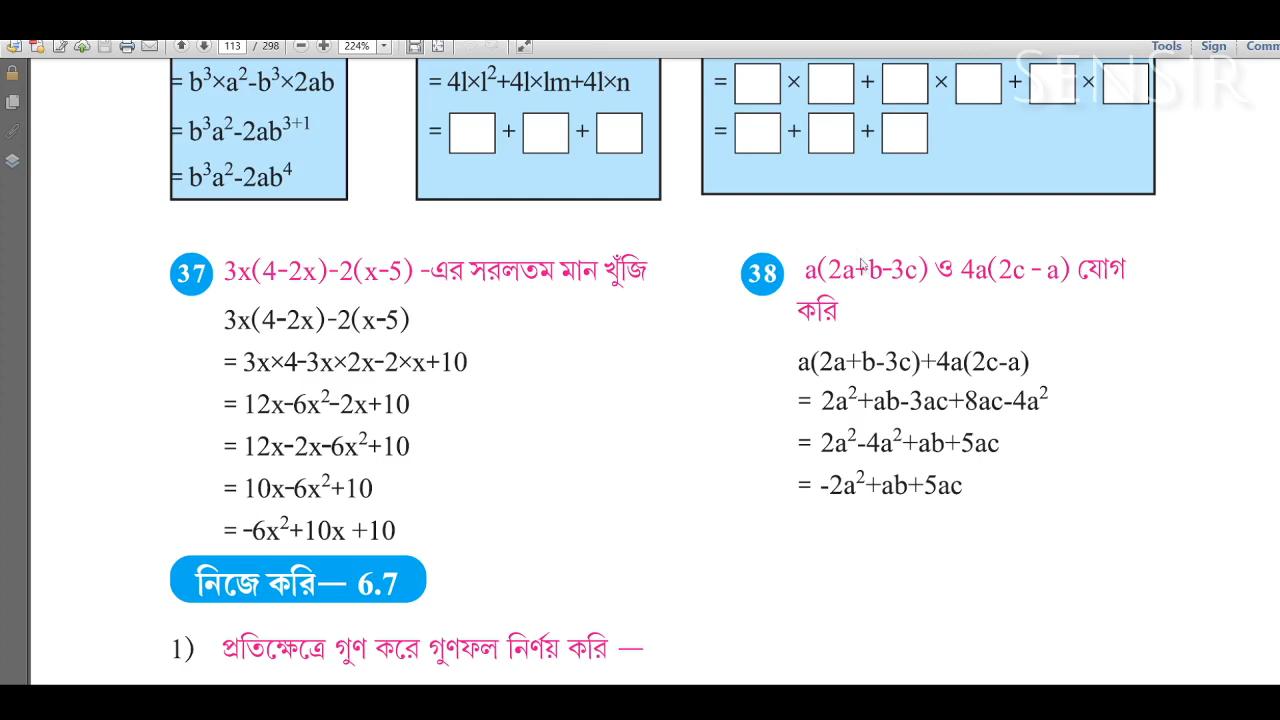 113 / 298 224% Tools Sign Comm
SENSIR
= b³×a²-b³×2ab
= b³a²-2ab³⁺¹
= b³a²-2ab⁴
= 4l×l²+4l×lm+4l×n
= □ + □ + □
= □ × □ + □ × □ + □ × □
= □ + □ + □
37 3x(4-2x)-2(x-5) -এর সরলতম মান খুঁজি
3x(4-2x)-2(x-5)
= 3x×4-3x×2x-2×x+10
= 12x-6x²-2x+10
= 12x-2x-6x²+10
= 10x-6x²+10
= -6x²+10x +10
38 a(2a+b-3c) ও 4a(2c - a) যোগ
করি
a(2a+b-3c)+4a(2c-a)
= 2a²+ab-3ac+8ac-4a²
= 2a²-4a²+ab+5ac
= -2a²+ab+5ac
নিজে করি— 6.7
1) প্রতিক্ষেত্রে গুণ করে গুণফল নির্ণয় করি —